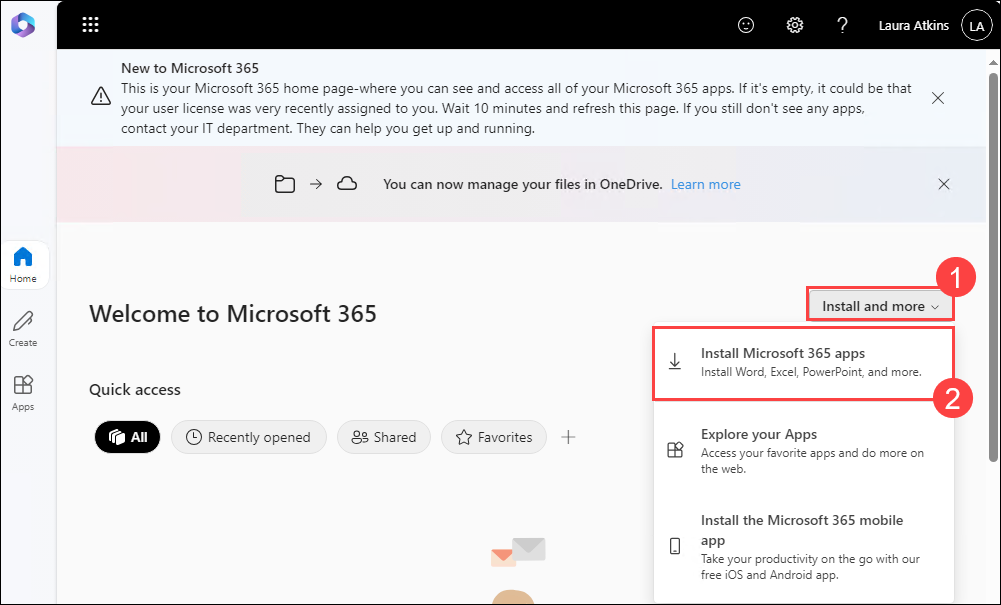 Laura Atkins
LA
New to Microsoft 365
This is your Microsoft 365 home page-where you can see and access all of your Microsoft 365 apps. If it's empty, it could be that
your user license was very recently assigned to you. Wait 10 minutes and refresh this page. If you still don't see any apps,
contact your IT department. They can help you get up and running.
You can now manage your files in OneDrive. Learn more
Home
Create
Apps
Welcome to Microsoft 365
1
Install and more
Install Microsoft 365 apps
Install Word, Excel, PowerPoint, and more.
2
Quick access
All
Recently opened
Shared
Favorites
Explore your Apps
Access your favorite apps and do more on
the web.
Install the Microsoft 365 mobile
app
Take your productivity on the go with our
free iOS and Android app.